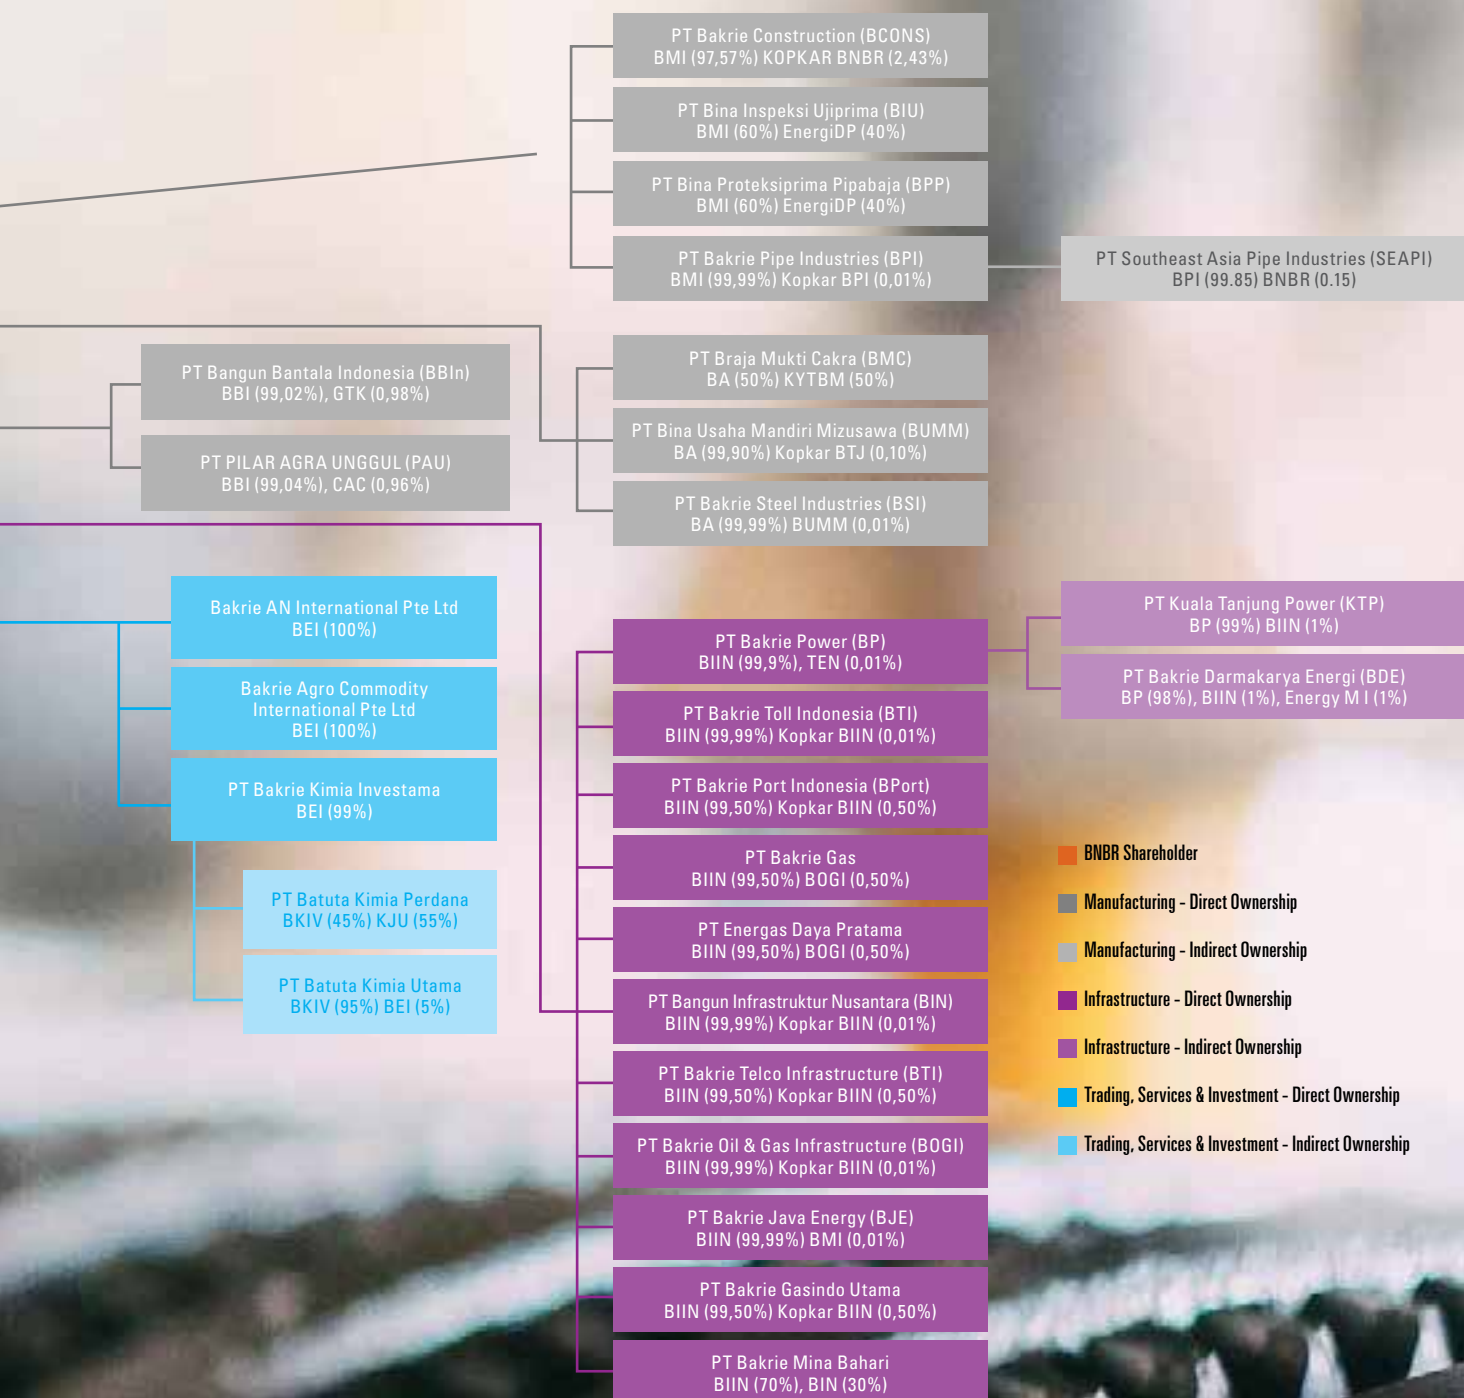 PT Bakrie Construction (BCONS)
BMI (97,57%) KOPKAR BNBR (2,43%)
PT Bina Inspeksi Ujiprima (BIU)
BMI (60%) EnergiDP (40%)
PT Bina Proteksiprima Pipabaja (BPP)
BMI (60%) EnergiDP (40%)
PT Bakrie Pipe Industries (BPI)
BMI (99,99%) Kopkar BPI (0,01%)
PT Southeast Asia Pipe Industries (SEAPI)
BPI (99.85) BNBR (0.15)
PT Bangun Bantala Indonesia (BBIn)
BBI (99,02%), GTK (0,98%)
PT PILAR AGRA UNGGUL (PAU)
BBI (99,04%), CAC (0,96%)
PT Braja Mukti Cakra (BMC)
BA (50%) KYTBM (50%)
PT Bina Usaha Mandiri Mizusawa (BUMM)
BA (99,90%) Kopkar BTJ (0,10%)
PT Bakrie Steel Industries (BSI)
BA (99,99%) BUMM (0,01%)
Bakrie AN International Pte Ltd
BEI (100%)
Bakrie Agro Commodity
International Pte Ltd
BEI (100%)
PT Bakrie Kimia Investama
BEI (99%)
PT Batuta Kimia Perdana
BKIV (45%) KJU (55%)
PT Batuta Kimia Utama
BKIV (95%) BEI (5%)
PT Bakrie Power (BP)
BIIN (99,9%), TEN (0,01%)
PT Kuala Tanjung Power (KTP)
BP (99%) BIIN (1%)
PT Bakrie Darmakarya Energi (BDE)
BP (98%), BIIN (1%), Energy M I (1%)
PT Bakrie Toll Indonesia (BTI)
BIIN (99,99%) Kopkar BIIN (0,01%)
PT Bakrie Port Indonesia (BPort)
BIIN (99,50%) Kopkar BIIN (0,50%)
PT Bakrie Gas
BIIN (99,50%) BOGI (0,50%)
PT Energas Daya Pratama
BIIN (99,50%) BOGI (0,50%)
PT Bangun Infrastruktur Nusantara (BIN)
BIIN (99,99%) Kopkar BIIN (0,01%)
PT Bakrie Telco Infrastructure (BTI)
BIIN (99,50%) Kopkar BIIN (0,50%)
PT Bakrie Oil & Gas Infrastructure (BOGI)
BIIN (99,99%) Kopkar BIIN (0,01%)
PT Bakrie Java Energy (BJE)
BIIN (99,99%) BMI (0,01%)
PT Bakrie Gasindo Utama
BIIN (99,50%) Kopkar BIIN (0,50%)
PT Bakrie Mina Bahari
BIIN (70%), BIN (30%)
BNBR Shareholder
Manufacturing - Direct Ownership
Manufacturing - Indirect Ownership
Infrastructure - Direct Ownership
Infrastructure - Indirect Ownership
Trading, Services & Investment - Direct Ownership
Trading, Services & Investment - Indirect Ownership